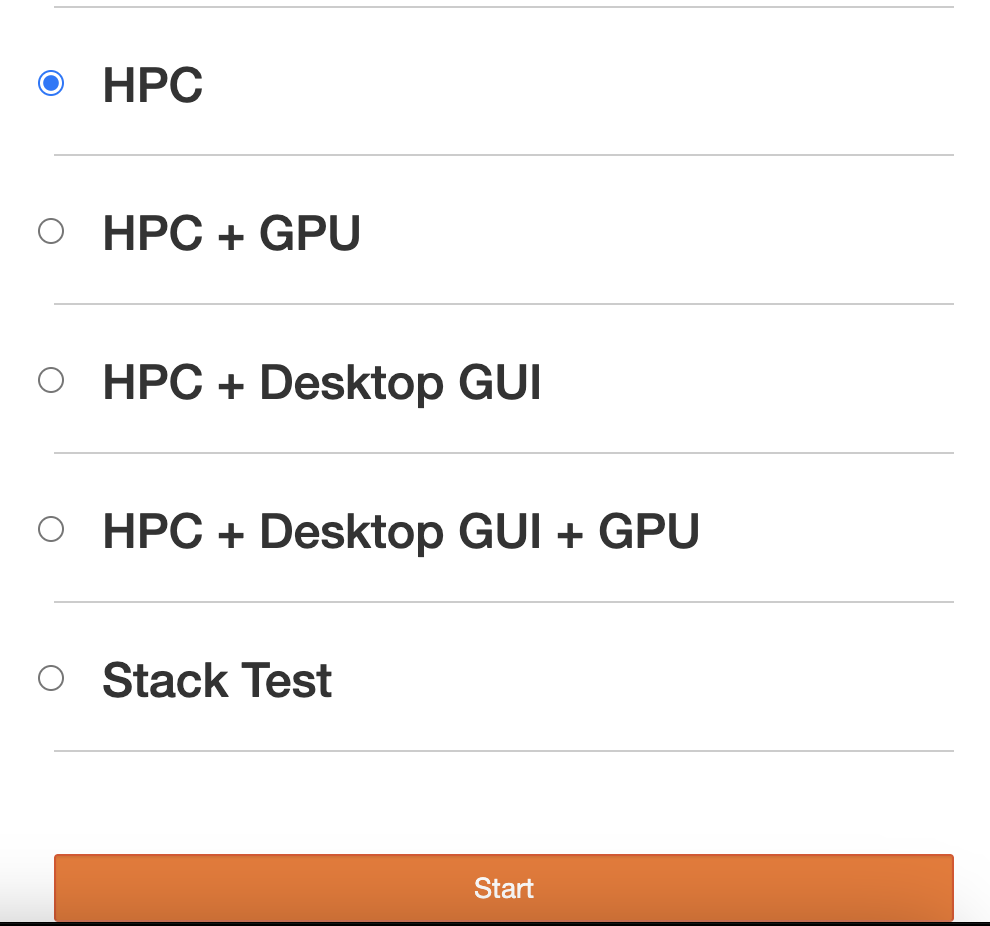 HPC
HPC + GPU
HPC + Desktop GUI
HPC + Desktop GUI + GPU
Stack Test
Start